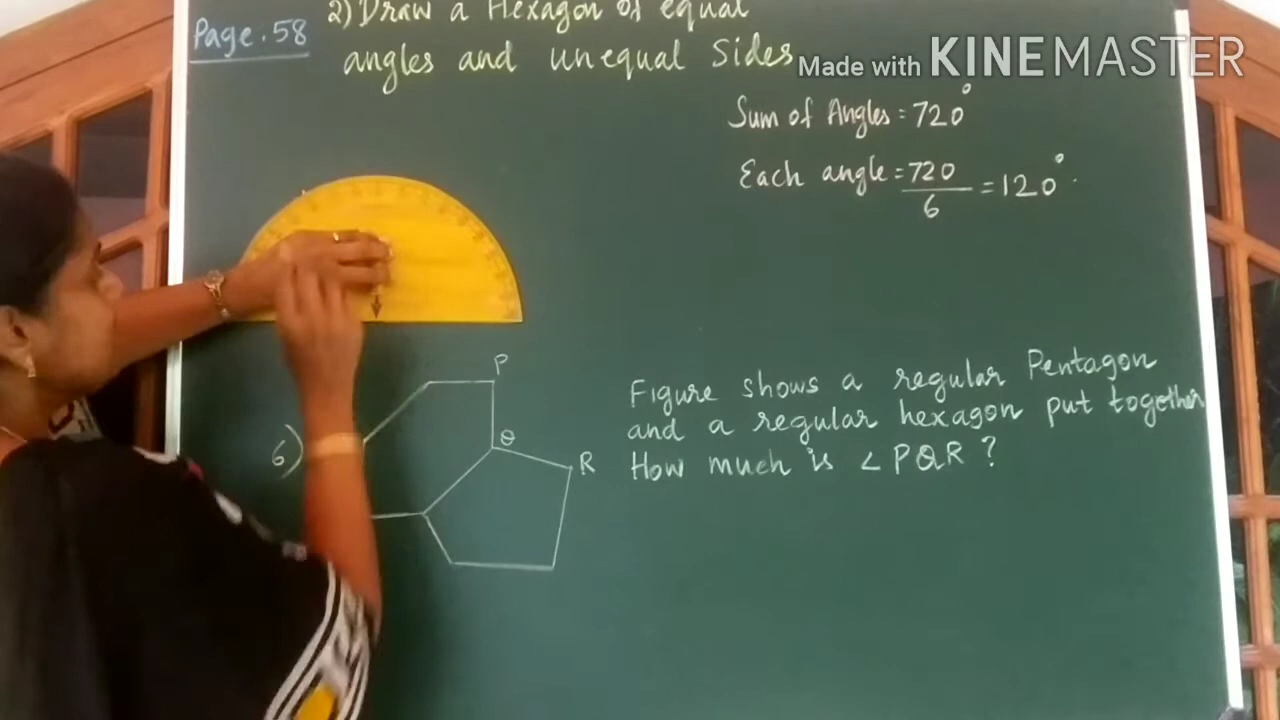 Page.58
2) Draw a Hexagon of equal
angles and unequal Sides
Made with KINEMASTER
Sum of Angles = 720°
Each angle = 720/6 = 120°.
6)
P
Q
R
Figure shows a regular Pentagon
and a regular hexagon put together
How much is ∠PQR?